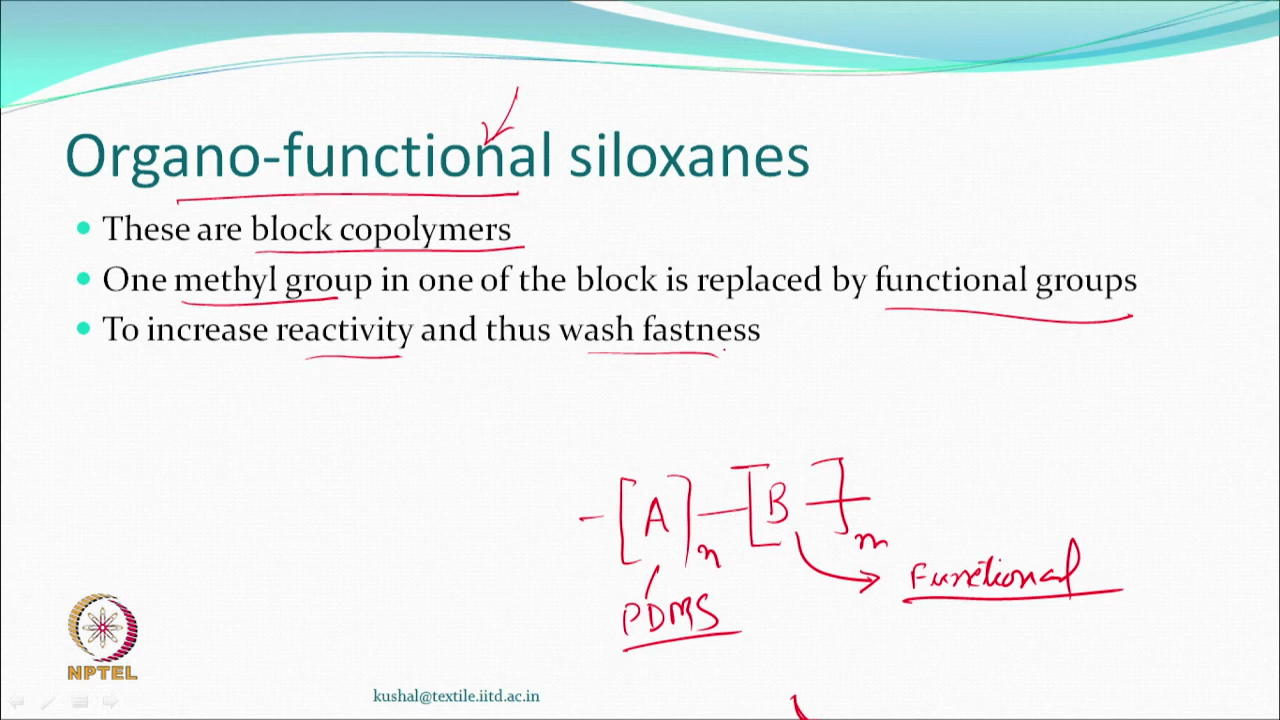 Organo-functional siloxanes
These are block copolymers
One methyl group in one of the block is replaced by functional groups
To increase reactivity and thus wash fastness
-[A]n-[B]m
Functional
PDMS
NPTEL
kushal@textile.iitd.ac.in